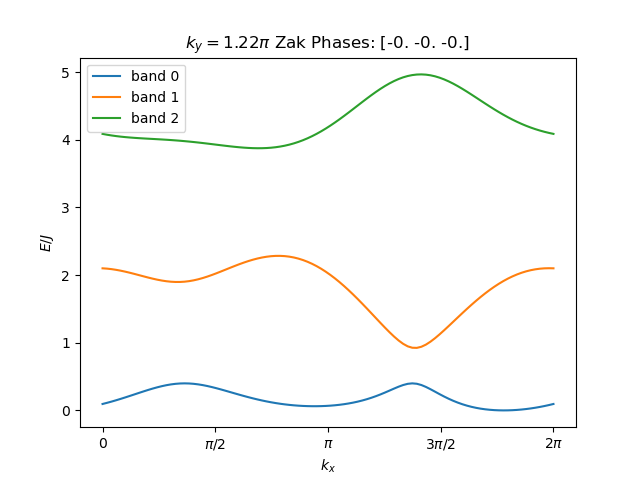 k_y = 1.22π Zak Phases: [-0. -0. -0.]
band 0
band 1
band 2
5
4
3
2
1
0
E/J
0 π/2 π 3π/2 2π
k_x